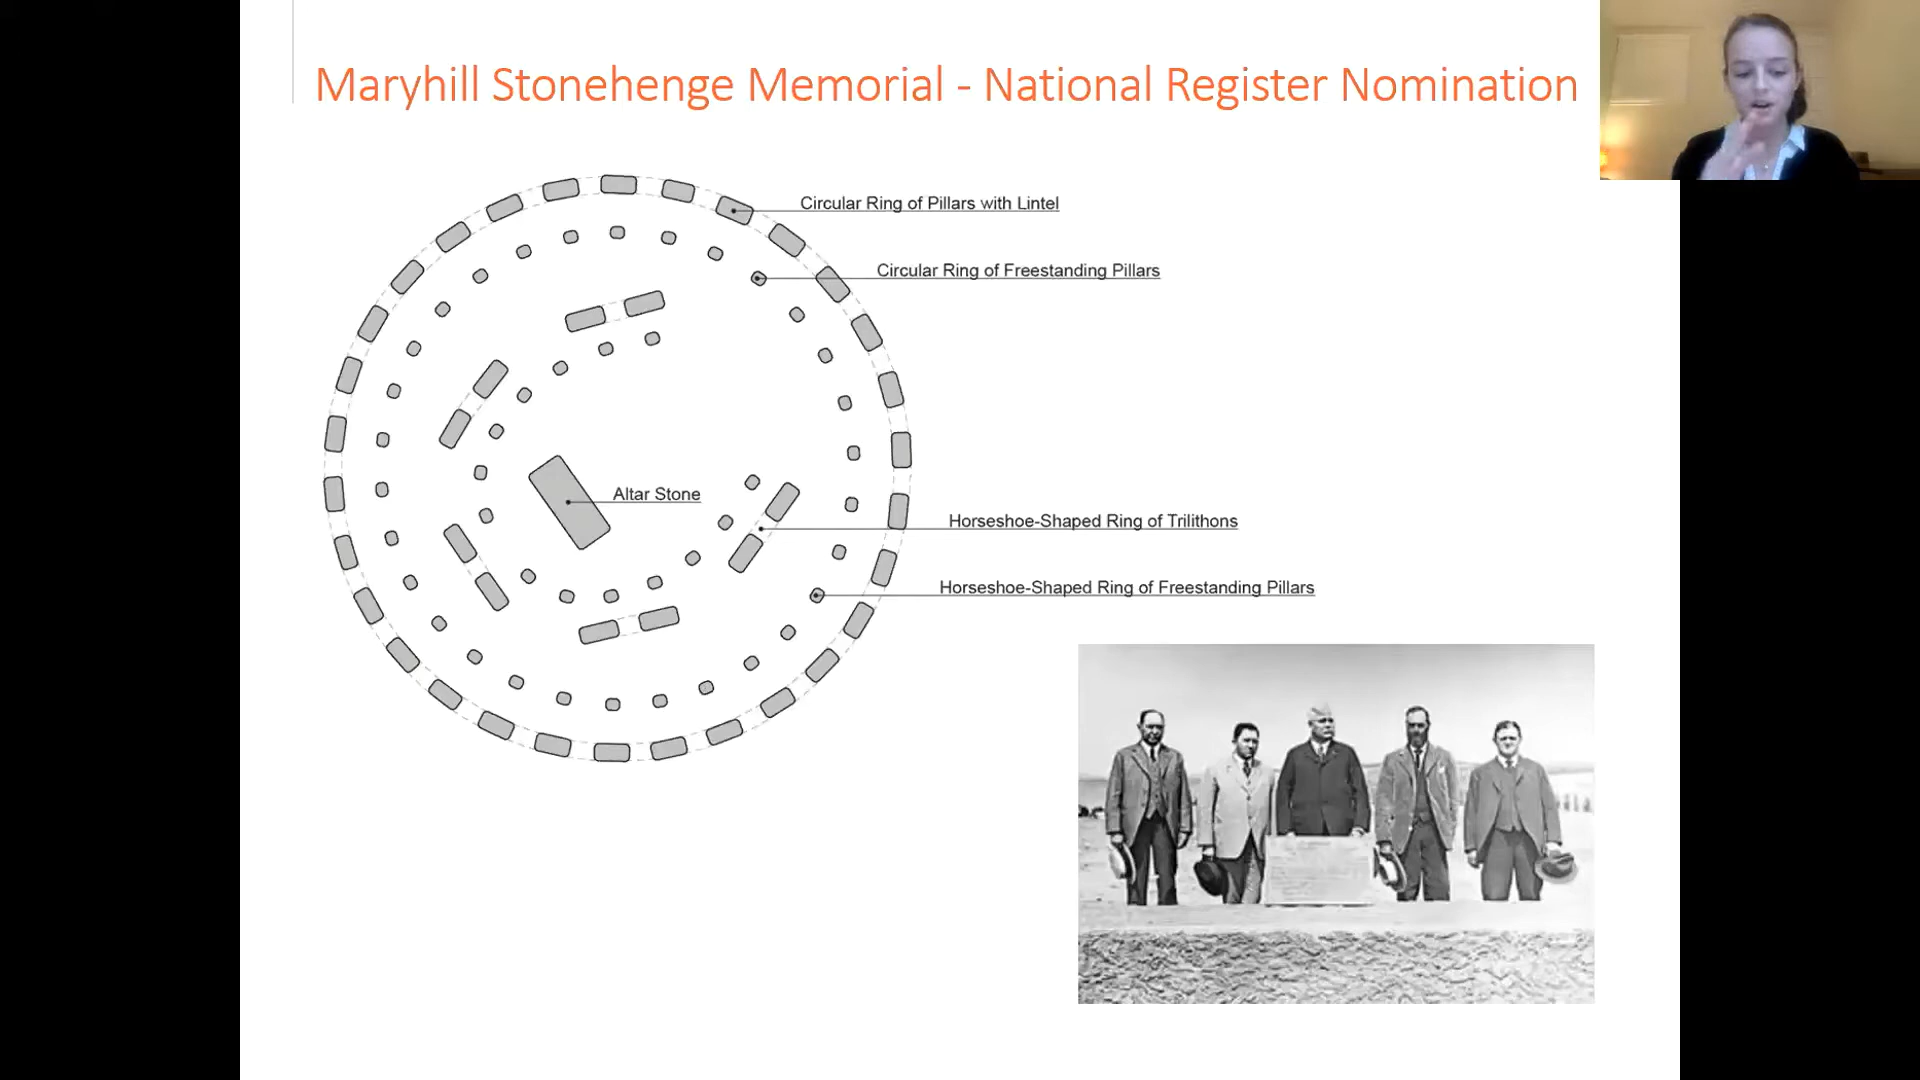 Maryhill Stonehenge Memorial - National Register Nomination
Circular Ring of Pillars with Lintel
Circular Ring of Freestanding Pillars
Altar Stone
Horseshoe-Shaped Ring of Trilithons
Horseshoe-Shaped Ring of Freestanding Pillars